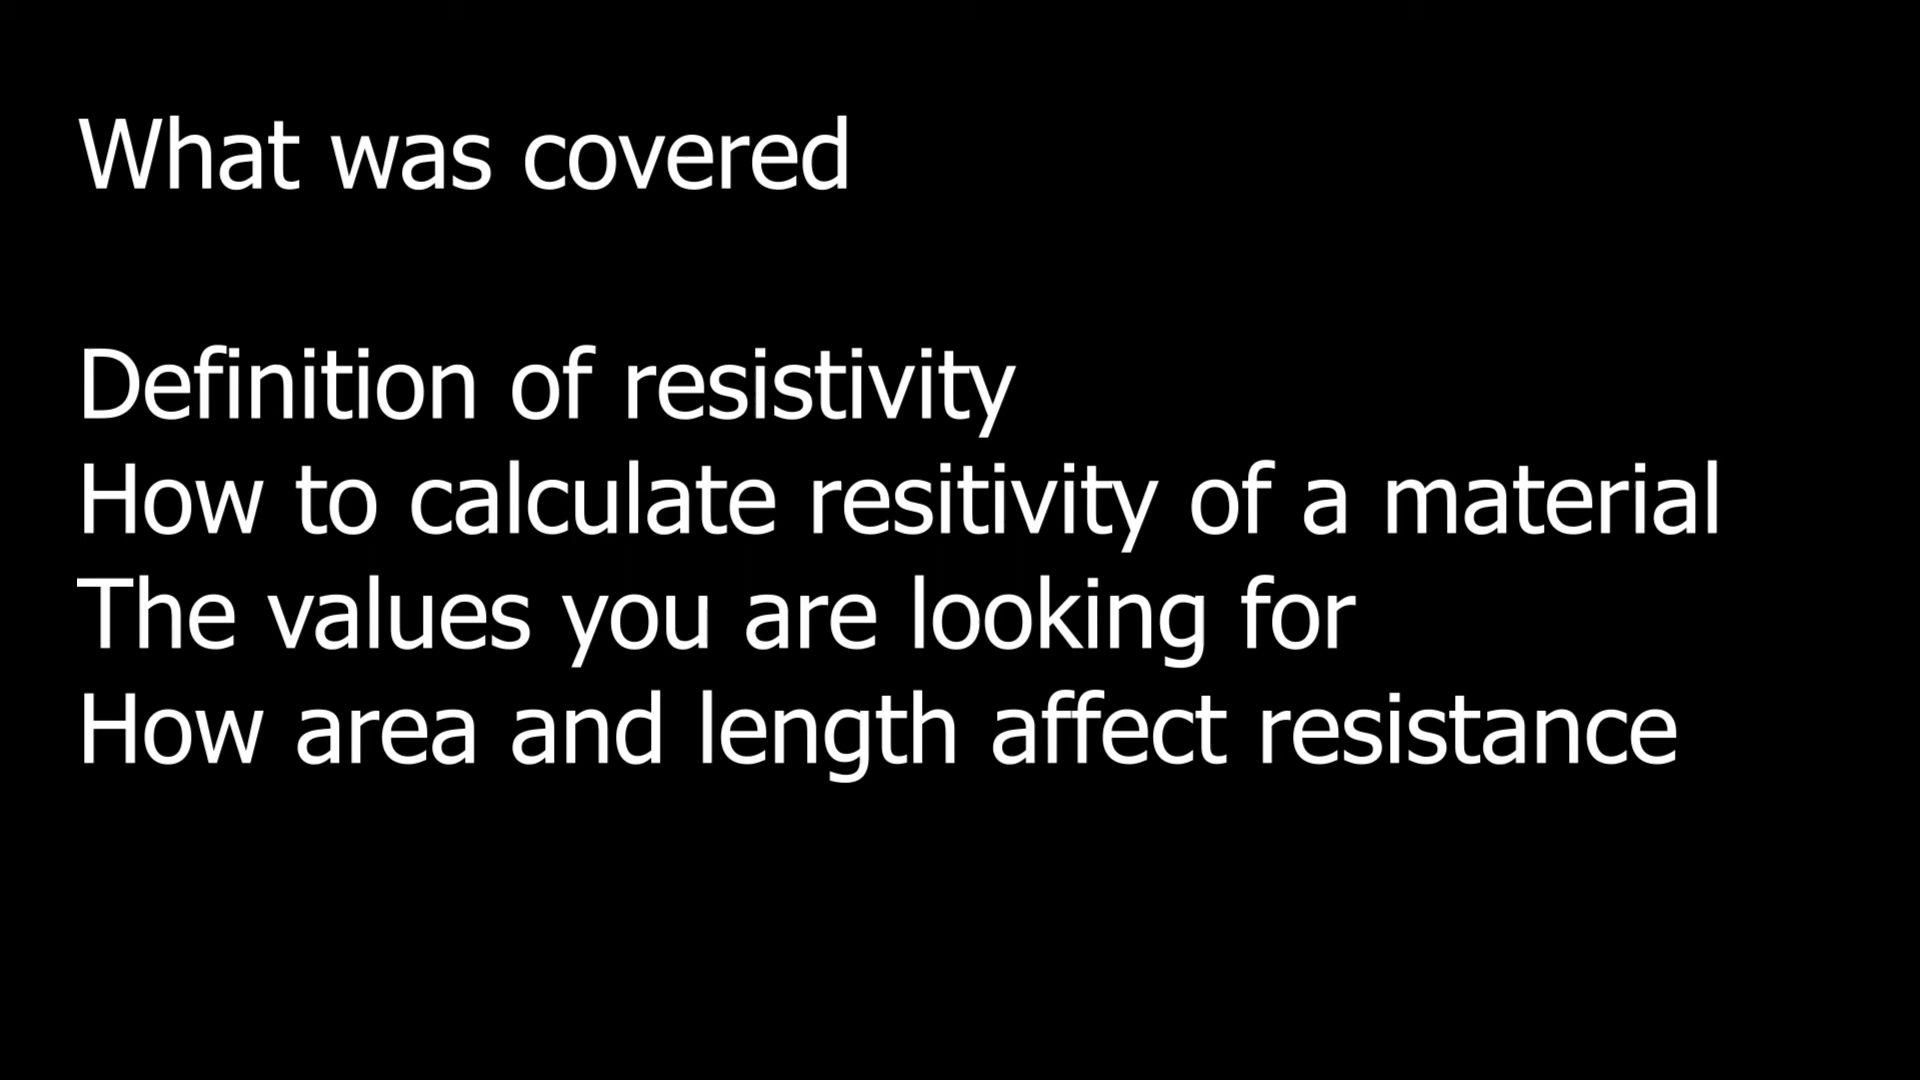 What was covered
Definition of resistivity
How to calculate resitivity of a material
The values you are looking for
How area and length affect resistance